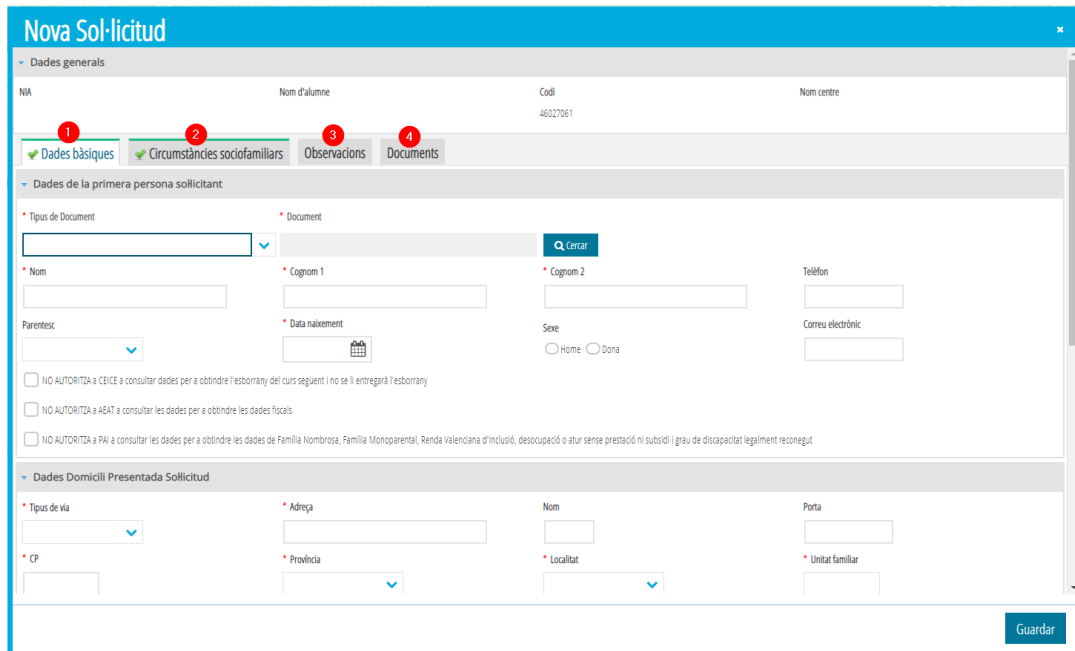 Nova Sol·licitud
Dades generals
NIA Nom d'alumne Codi Nom centre
46027061
1 2 3 4
Dades bàsiques Circumstàncies sociofamiliars Observacions Documents
Dades de la primera persona sol·licitant
* Tipus de Document * Document
Cercar
* Nom * Cognom 1 * Cognom 2 Telèfon
Parentesc * Data naixement Sexe Correu electrònic
Home Dona
NO AUTORITZA a CEICE a consultar dades per a obtindre l'esborrany del curs següent i no se li entregarà l'esborrany
NO AUTORITZA a AEAT a consultar les dades per a obtindre les dades fiscals
NO AUTORITZA a PAI a consultar les dades per a obtindre les dades de Família Nombrosa, Família Monoparental, Renda Valenciana d'Inclusió, desocupació o atur sense prestació ni subsidi i grau de discapacitat legalment reconegut
Dades Domicili Presentada Sol·licitud
* Tipus de via * Adreça Nom Porta
* CP * Província * Localitat * Unitat familiar
Guardar